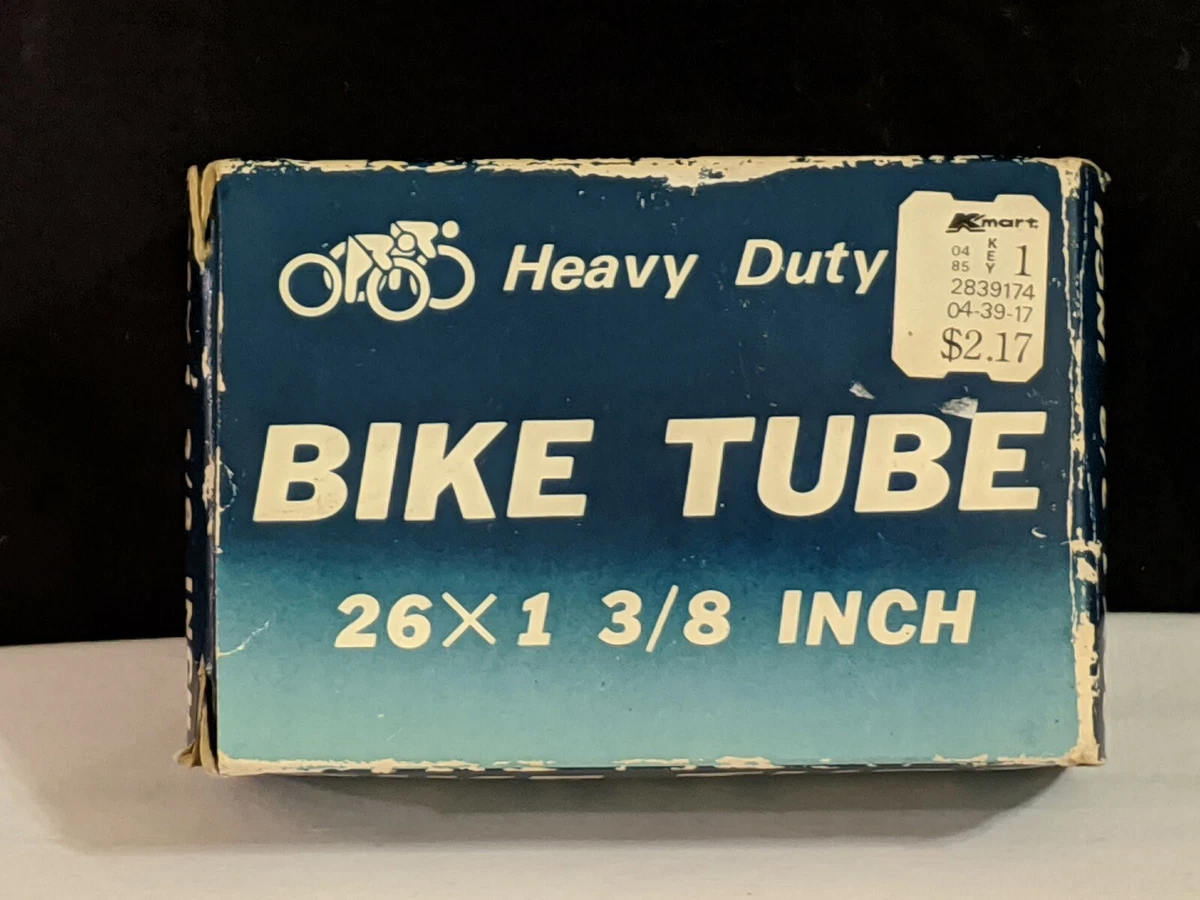 Heavy Duty
Kmart
04 KEY 1
85
2839174
04-39-17
$2.17
BIKE TUBE
26×1 3/8 INCH